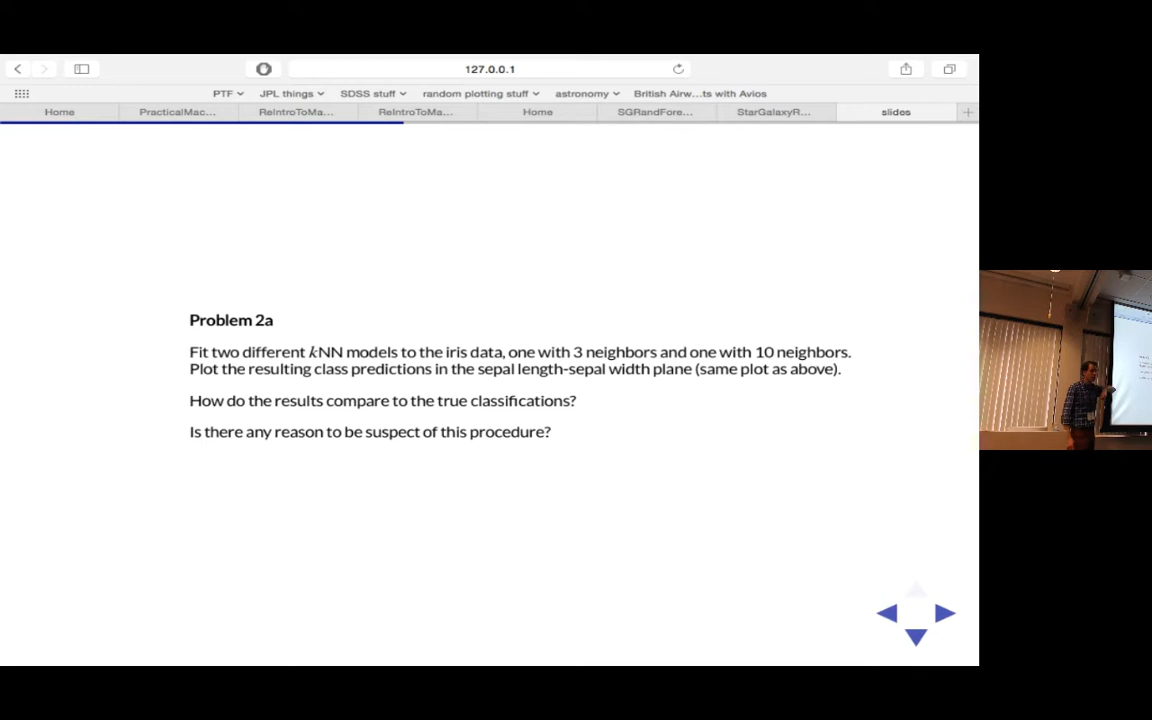 127.0.0.1
PTF JPL things SDSS stuff random plotting stuff astronomy British Airw...ts with Avios
Home PracticalMac... ReIntroToMa... ReIntroToMa... Home SGRandFore... StarGalaxyR... slides
Problem 2a
Fit two different kNN models to the iris data, one with 3 neighbors and one with 10 neighbors.
Plot the resulting class predictions in the sepal length-sepal width plane (same plot as above).
How do the results compare to the true classifications?
Is there any reason to be suspect of this procedure?